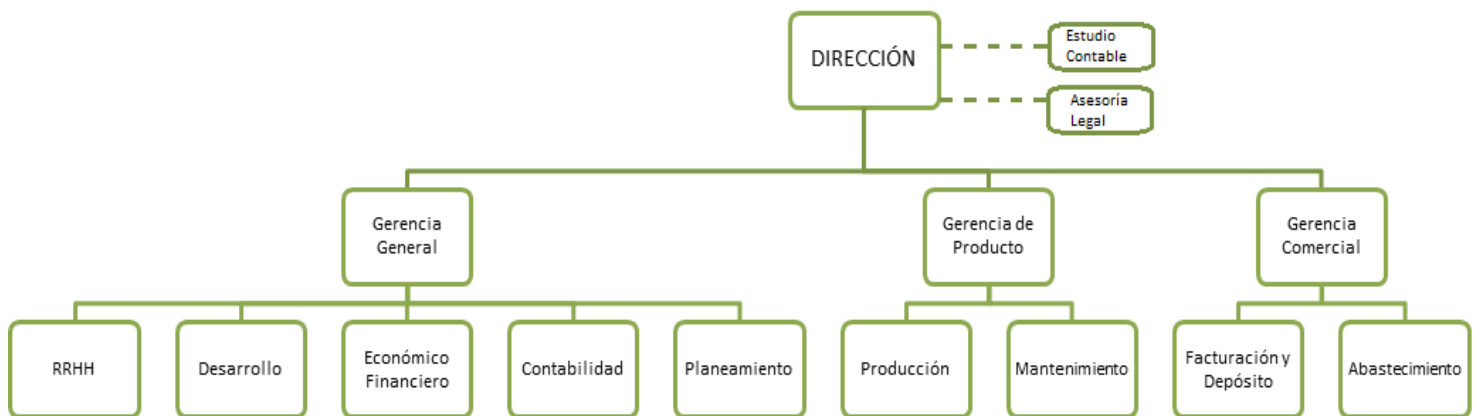 DIRECCIÓN
Estudio
Contable
Asesoría
Legal
Gerencia
General
Gerencia de
Producto
Gerencia
Comercial
RRHH
Desarrollo
Económico
Financiero
Contabilidad
Planeamiento
Producción
Mantenimiento
Facturación y
Depósito
Abastecimiento